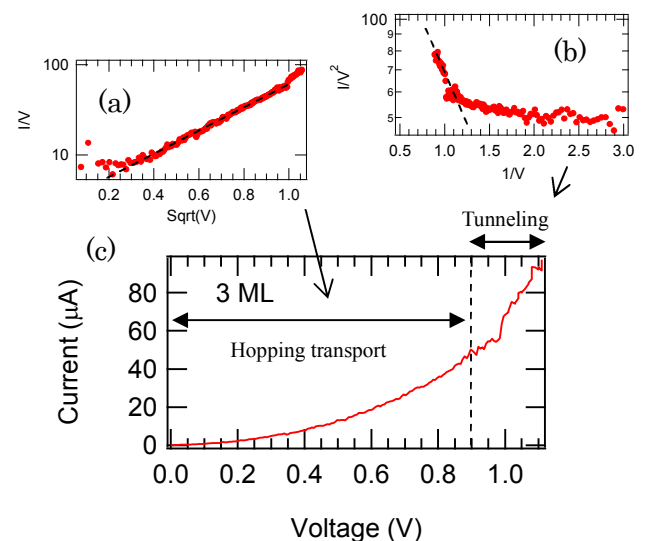 (a)
I/V
100
10
0.2 0.4 0.6 0.8 1.0
Sqrt(V)
(b)
I/V²
100
9
8
7
6
5
0.5 1.0 1.5 2.0 2.5 3.0
1/V
Tunneling
(c)
3 ML
Hopping transport
Current (μA)
80
60
40
20
0
0.0 0.2 0.4 0.6 0.8 1.0
Voltage (V)